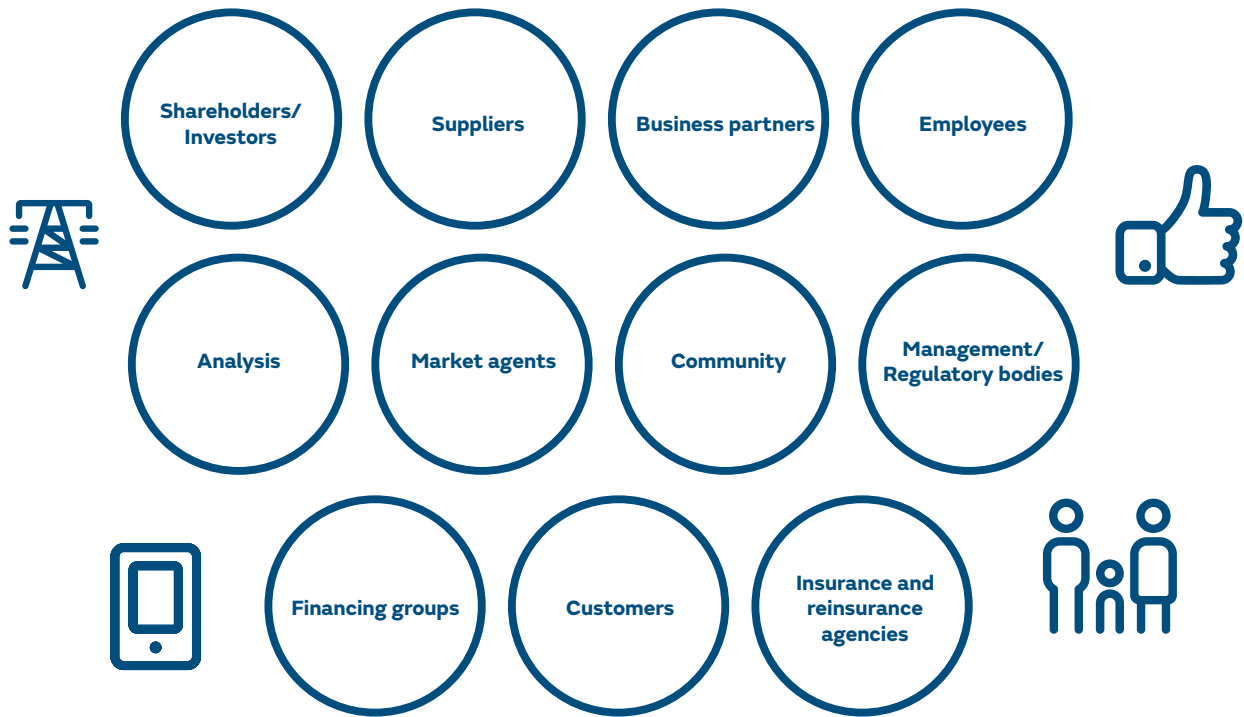 Shareholders/
Investors
Suppliers
Business partners
Employees
Analysis
Market agents
Community
Management/
Regulatory bodies
Financing groups
Customers
Insurance and
reinsurance
agencies